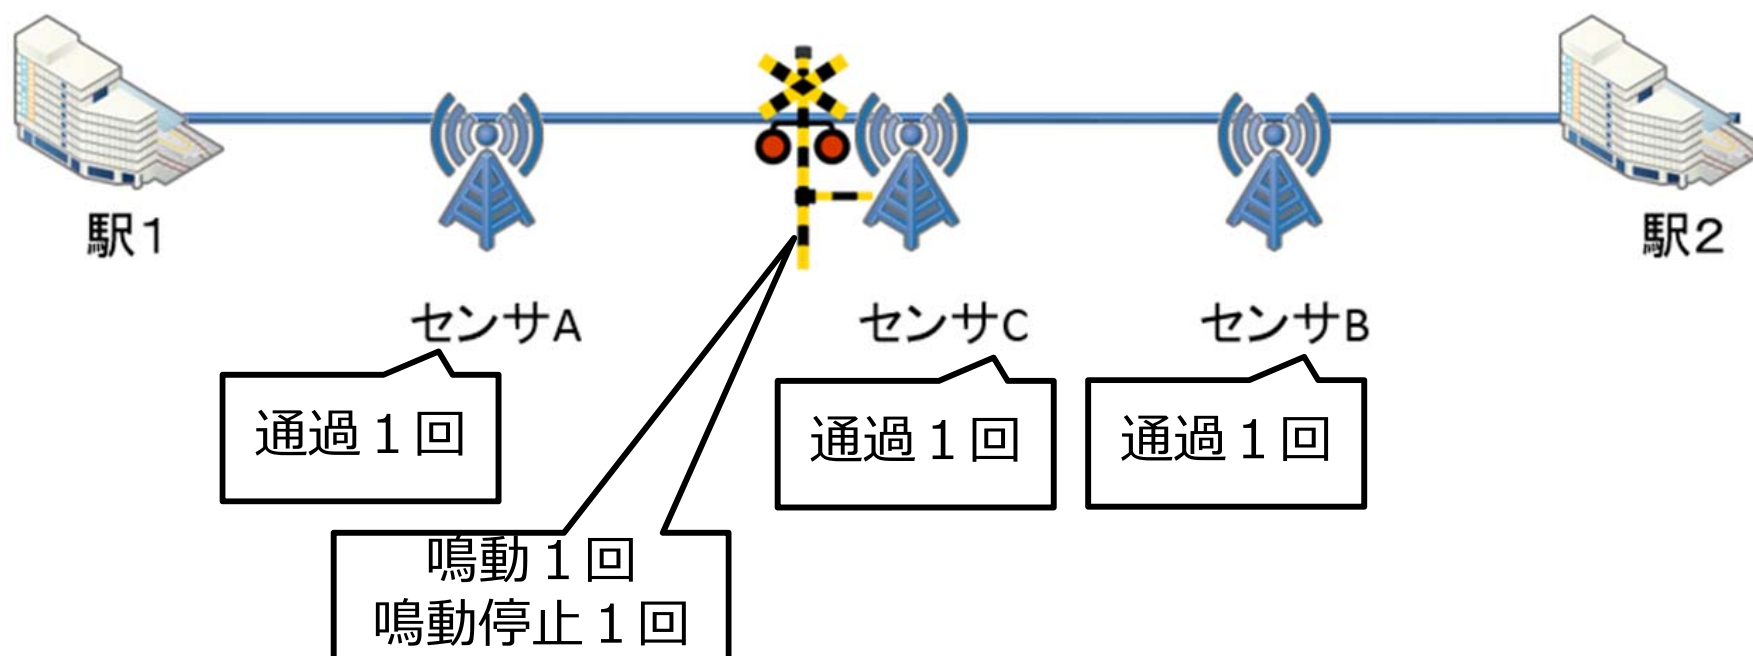 駅1
駅2
センサA
センサC
センサB
通過1回
通過1回
通過1回
鳴動1回
鳴動停止1回